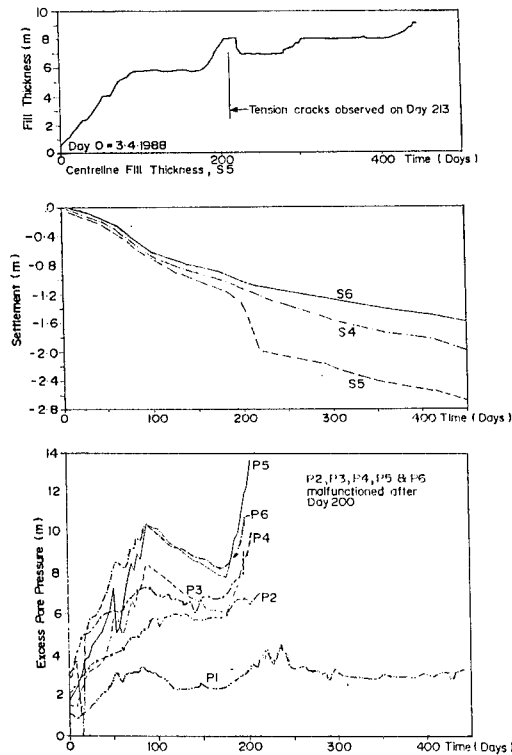 10
8
6
4
2
0
Fill Thickness (m)
Tension cracks observed on Day 213
Day 0 = 3·4·1988
0 200 400 Time (Days)
Centreline Fill Thickness, S5
·0
-0·4
-0·8
-1·2
-1·6
-2·0
-2·4
-2·8
Settlement (m)
S6
S4
S5
0 100 200 300 400 Time (Days)
14
12
10
8
6
4
2
0
Excess Pore Pressure (m)
P5
P2, P3, P4, P5 & P6
malfunctioned after
Day 200
P6
P4
P3
P2
P1
0 100 200 300 400 Time (Days)